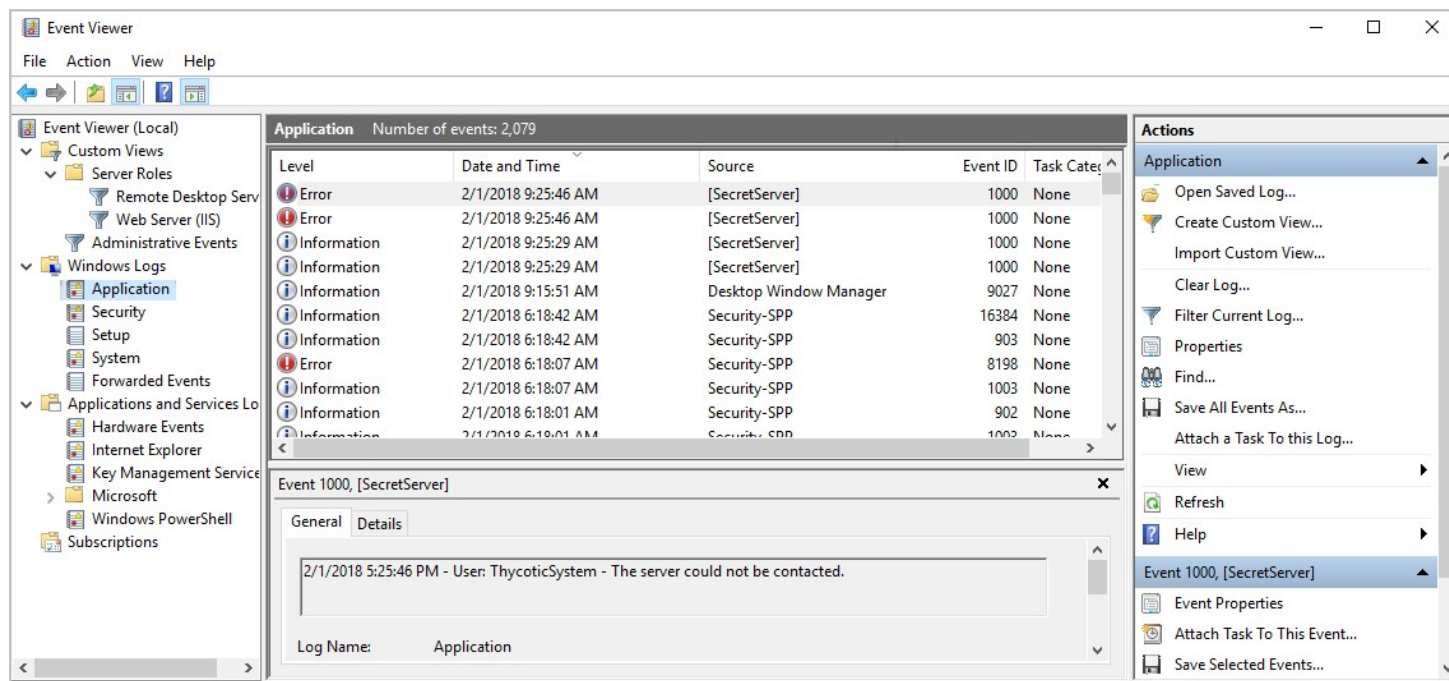 Event Viewer
File Action View Help
Event Viewer (Local)
Custom Views
Server Roles
Remote Desktop Serv
Web Server (IIS)
Administrative Events
Windows Logs
Application
Security
Setup
System
Forwarded Events
Applications and Services Lo
Hardware Events
Internet Explorer
Key Management Service
Microsoft
Windows PowerShell
Subscriptions
Application Number of events: 2,079
Level Date and Time Source Event ID Task Categ
Error 2/1/2018 9:25:46 AM [SecretServer] 1000 None
Error 2/1/2018 9:25:46 AM [SecretServer] 1000 None
Information 2/1/2018 9:25:29 AM [SecretServer] 1000 None
Information 2/1/2018 9:25:29 AM [SecretServer] 1000 None
Information 2/1/2018 9:15:51 AM Desktop Window Manager 9027 None
Information 2/1/2018 6:18:42 AM Security-SPP 16384 None
Information 2/1/2018 6:18:42 AM Security-SPP 903 None
Error 2/1/2018 6:18:07 AM Security-SPP 8198 None
Information 2/1/2018 6:18:07 AM Security-SPP 1003 None
Information 2/1/2018 6:18:01 AM Security-SPP 902 None
Information 2/1/2018 6:18:01 AM Security-SPP 1003 None
Event 1000, [SecretServer]
General Details
2/1/2018 5:25:46 PM - User: ThycoticSystem - The server could not be contacted.
Log Name: Application
Actions
Application
Open Saved Log...
Create Custom View...
Import Custom View...
Clear Log...
Filter Current Log...
Properties
Find...
Save All Events As...
Attach a Task To this Log...
View
Refresh
Help
Event 1000, [SecretServer]
Event Properties
Attach Task To This Event...
Save Selected Events...